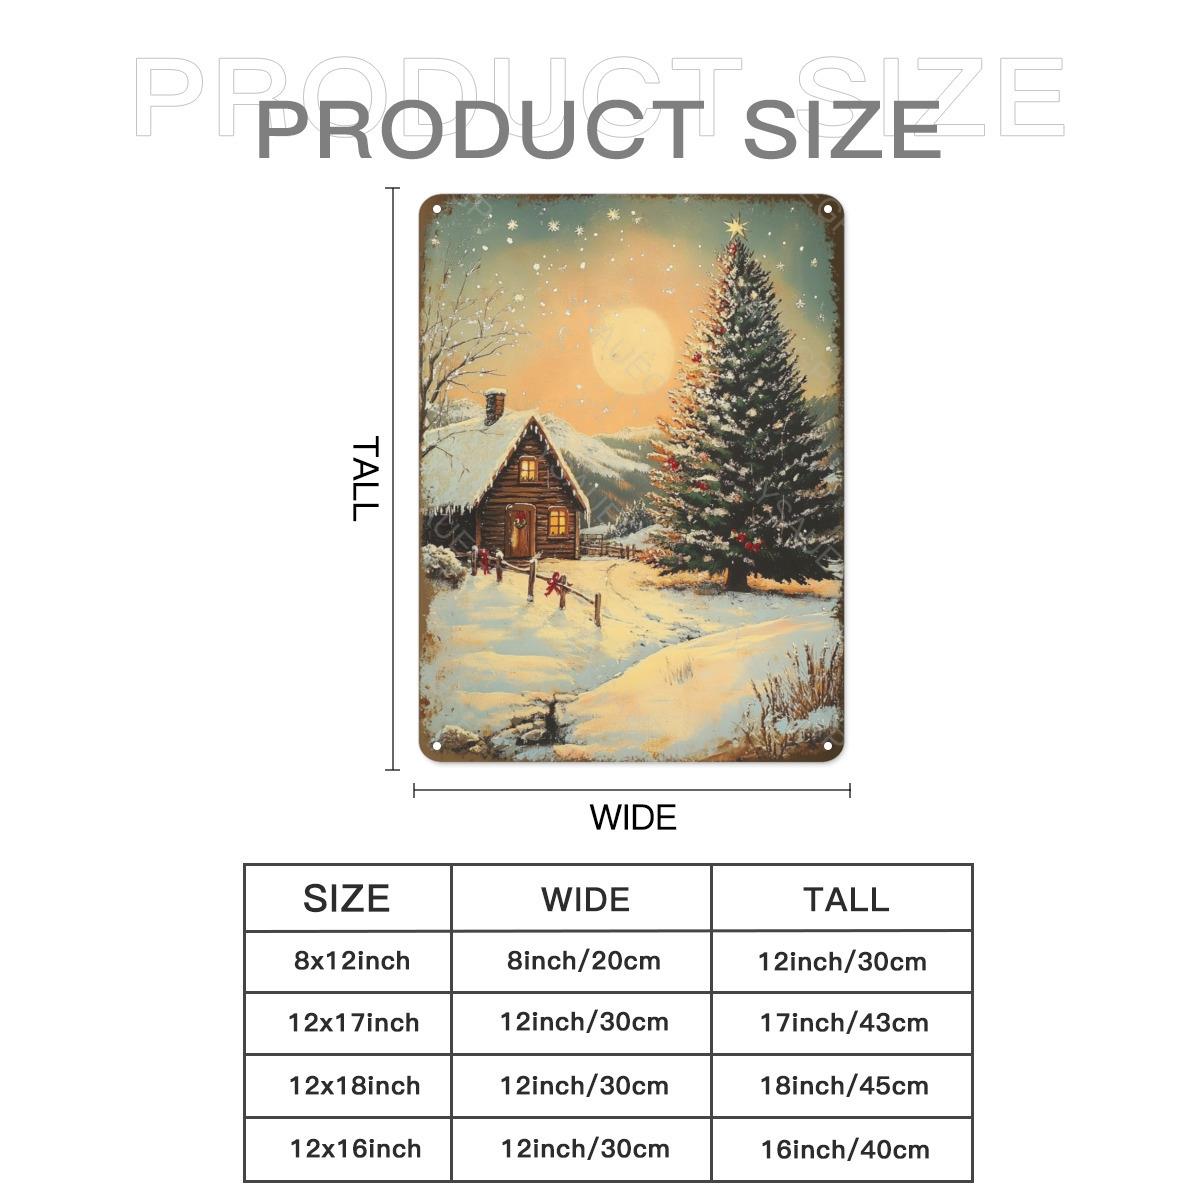 PRODUCT SIZE
PRODUCT SIZE
TALL
WIDE
SIZE WIDE TALL
8x12inch 8inch/20cm 12inch/30cm
12x17inch 12inch/30cm 17inch/43cm
12x18inch 12inch/30cm 18inch/45cm
12x16inch 12inch/30cm 16inch/40cm